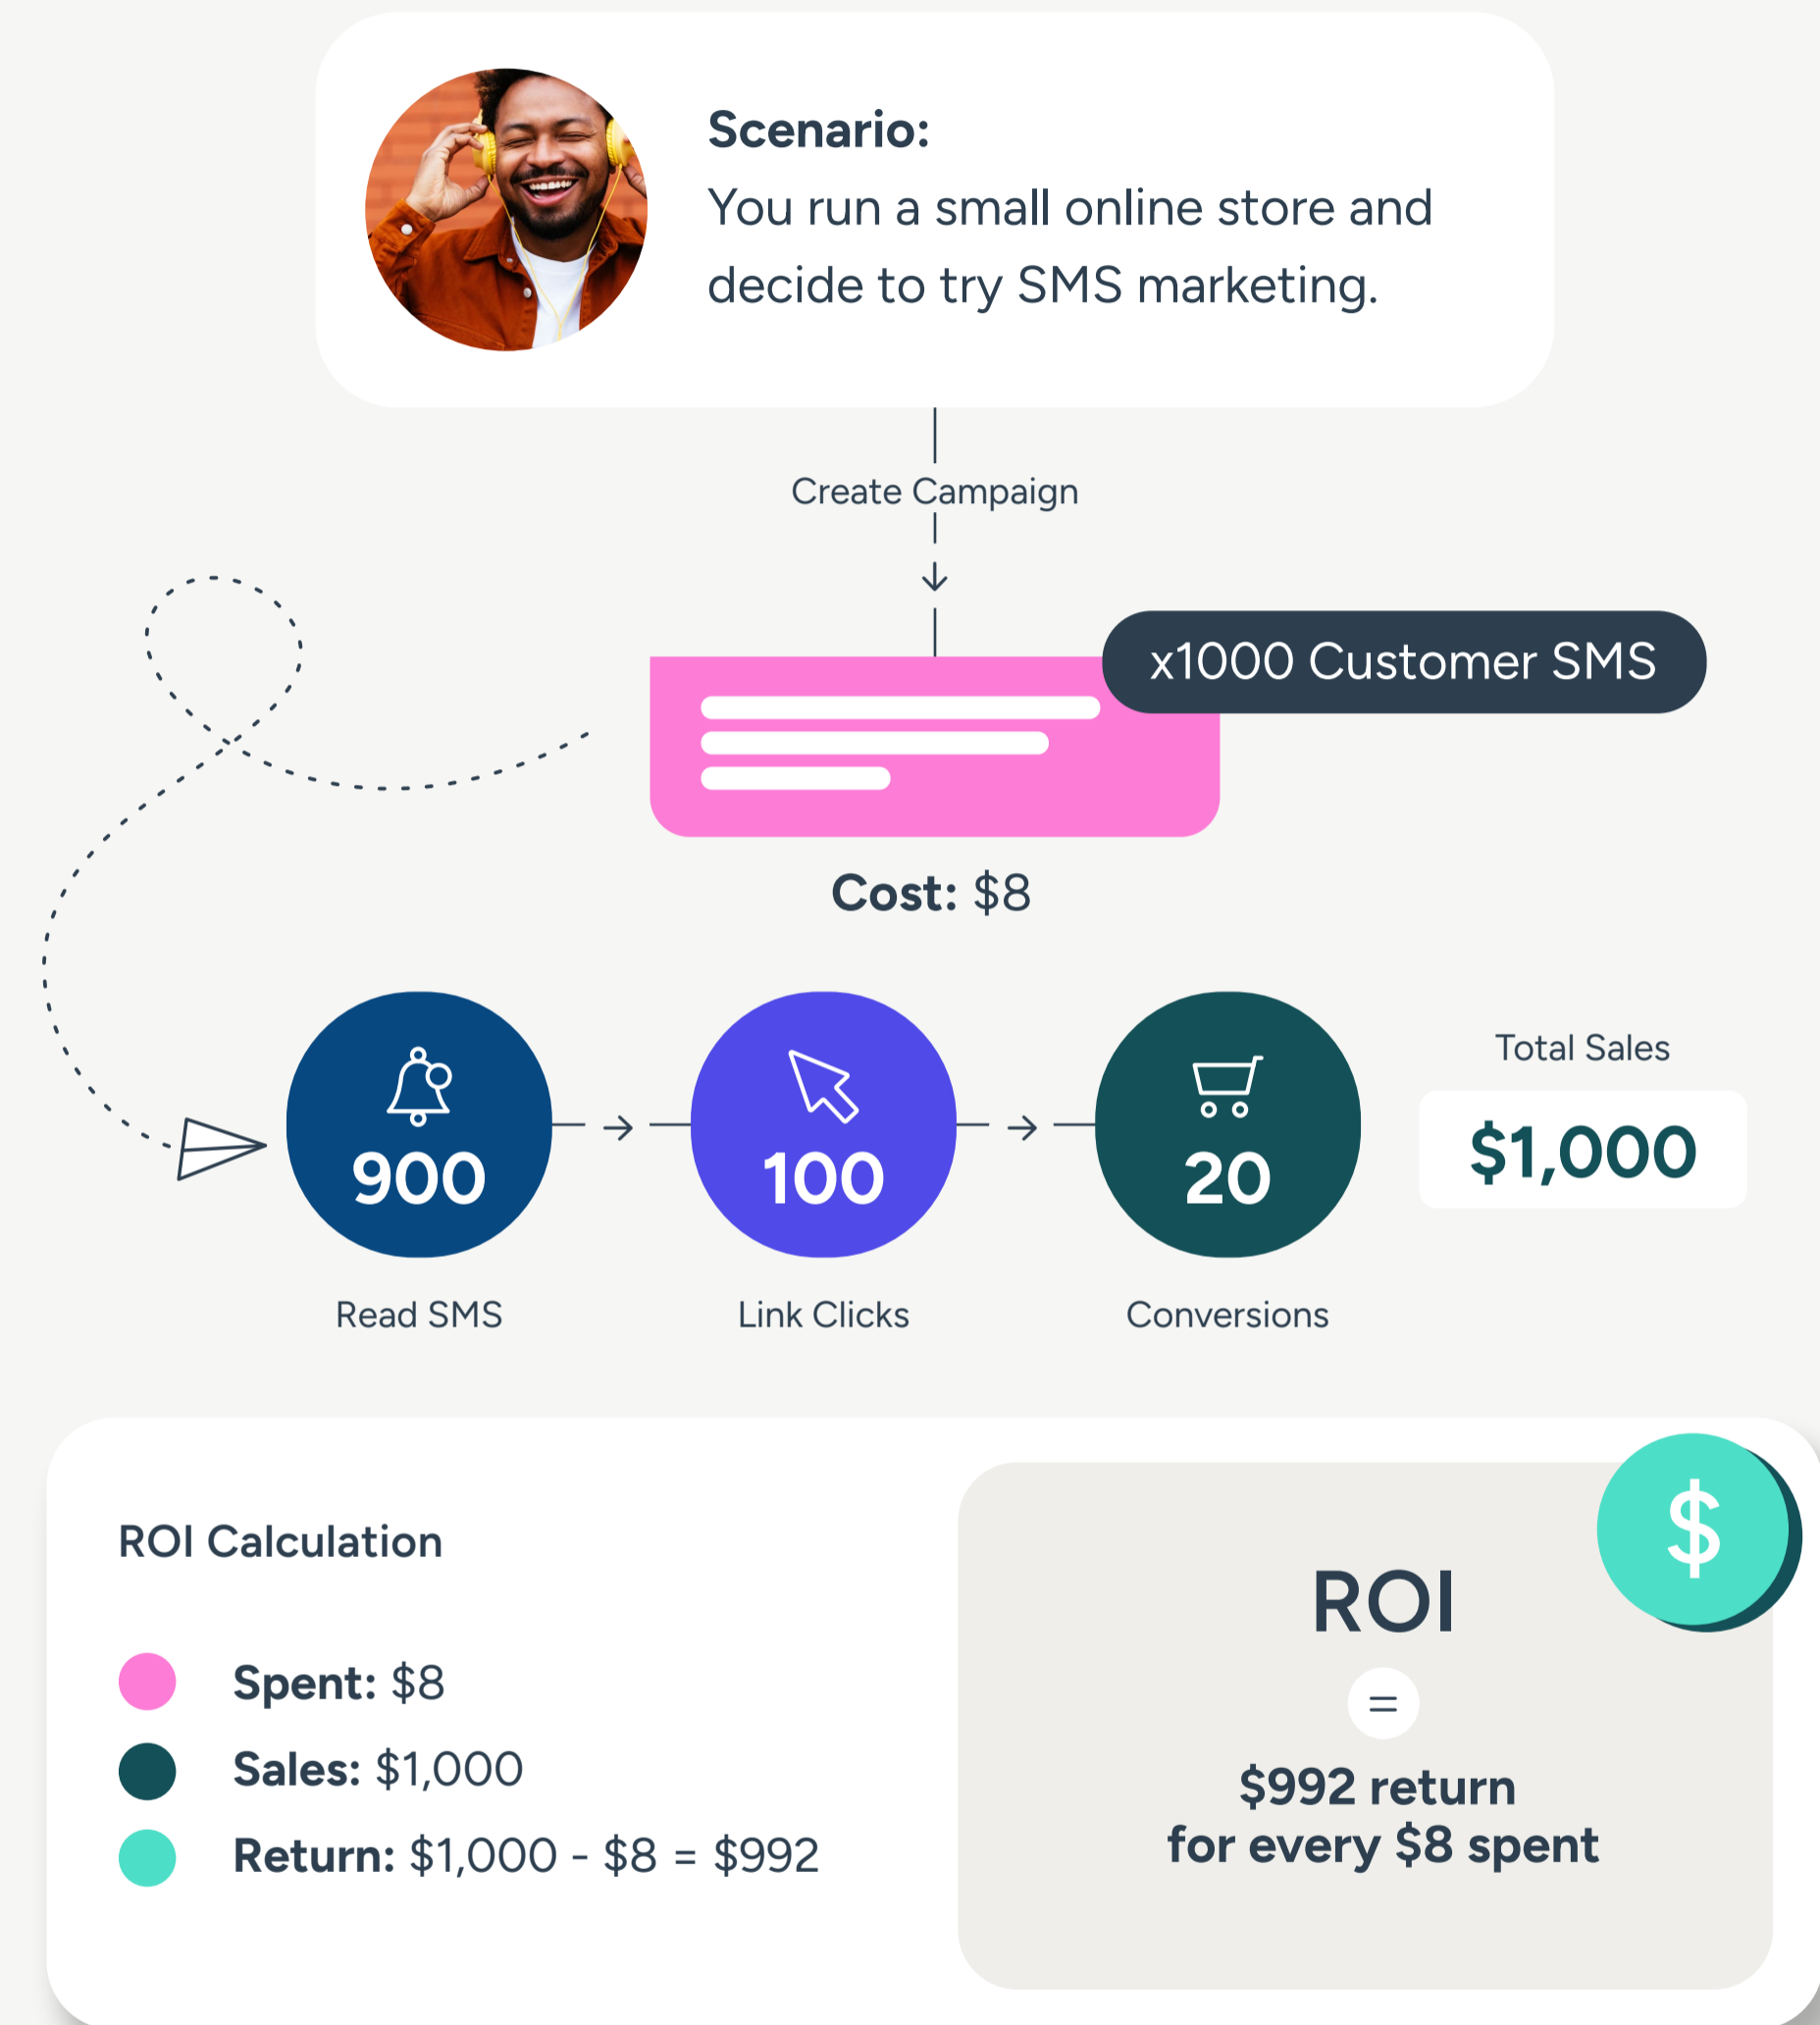 Scenario:
You run a small online store and
decide to try SMS marketing.
Create Campaign
x1000 Customer SMS
Cost: $8
900
Read SMS
100
Link Clicks
20
Conversions
Total Sales
$1,000
ROI Calculation
Spent: $8
Sales: $1,000
Return: $1,000 - $8 = $992
$
ROI
=
$992 return
for every $8 spent